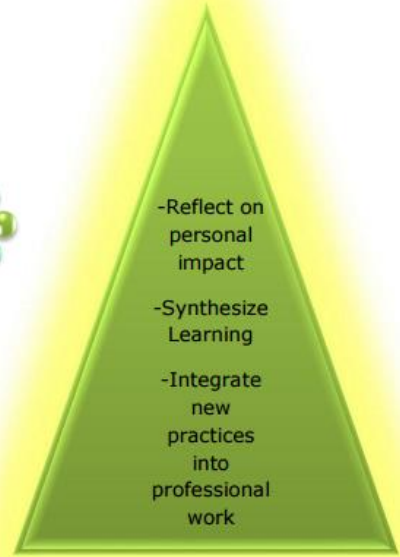 -Reflect on
personal
impact
-Synthesize
Learning
-Integrate
new
practices
into
professional
work